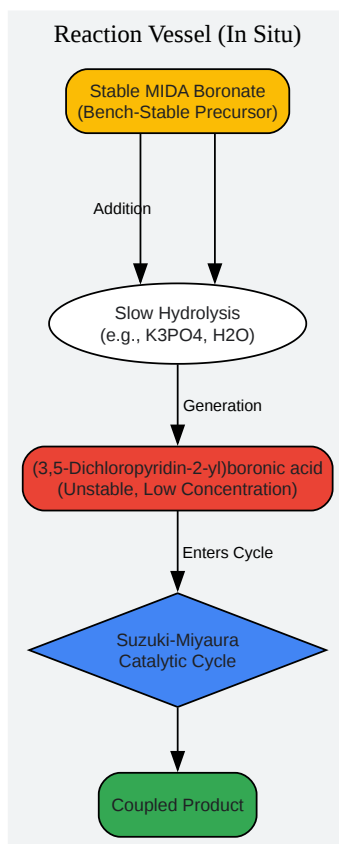 Reaction Vessel (In Situ)
Stable MIDA Boronate
(Bench-Stable Precursor)
Addition
Slow Hydrolysis
(e.g., K3PO4, H2O)
Generation
(3,5-Dichloropyridin-2-yl)boronic acid
(Unstable, Low Concentration)
Enters Cycle
Suzuki-Miyaura
Catalytic Cycle
Coupled Product